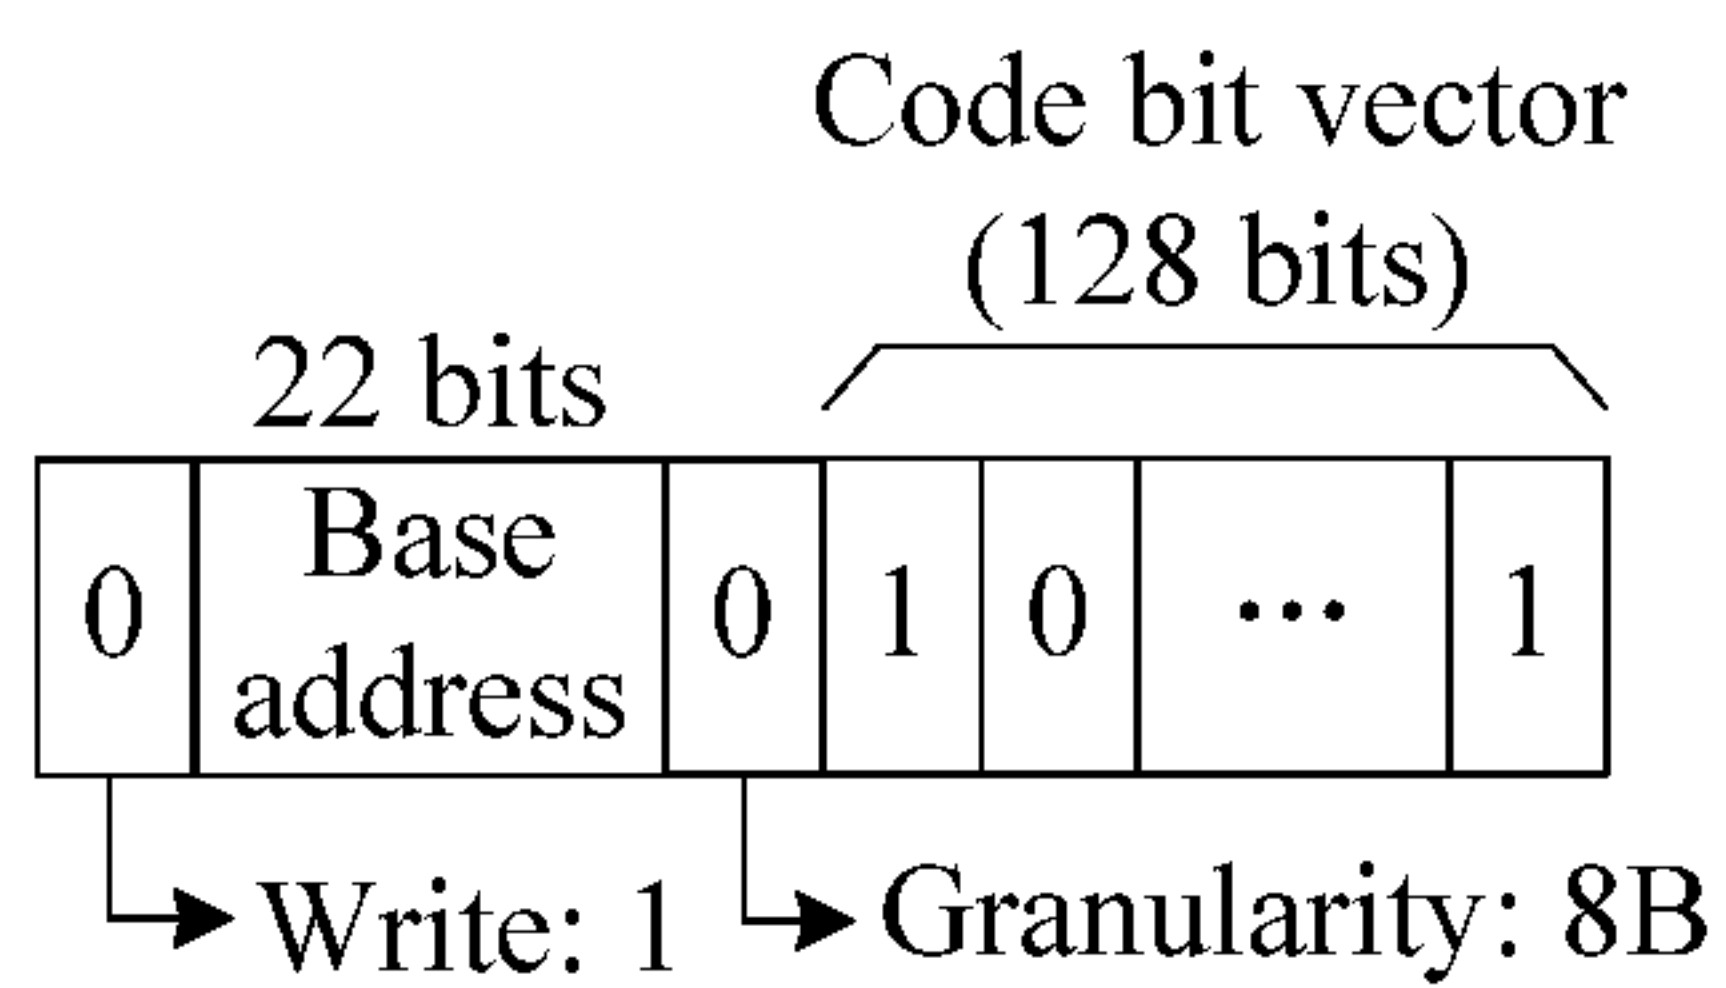 Code bit vector
(128 bits)
22 bits
0 Base address 0 1 0 ... 1
Write: 1
Granularity: 8B